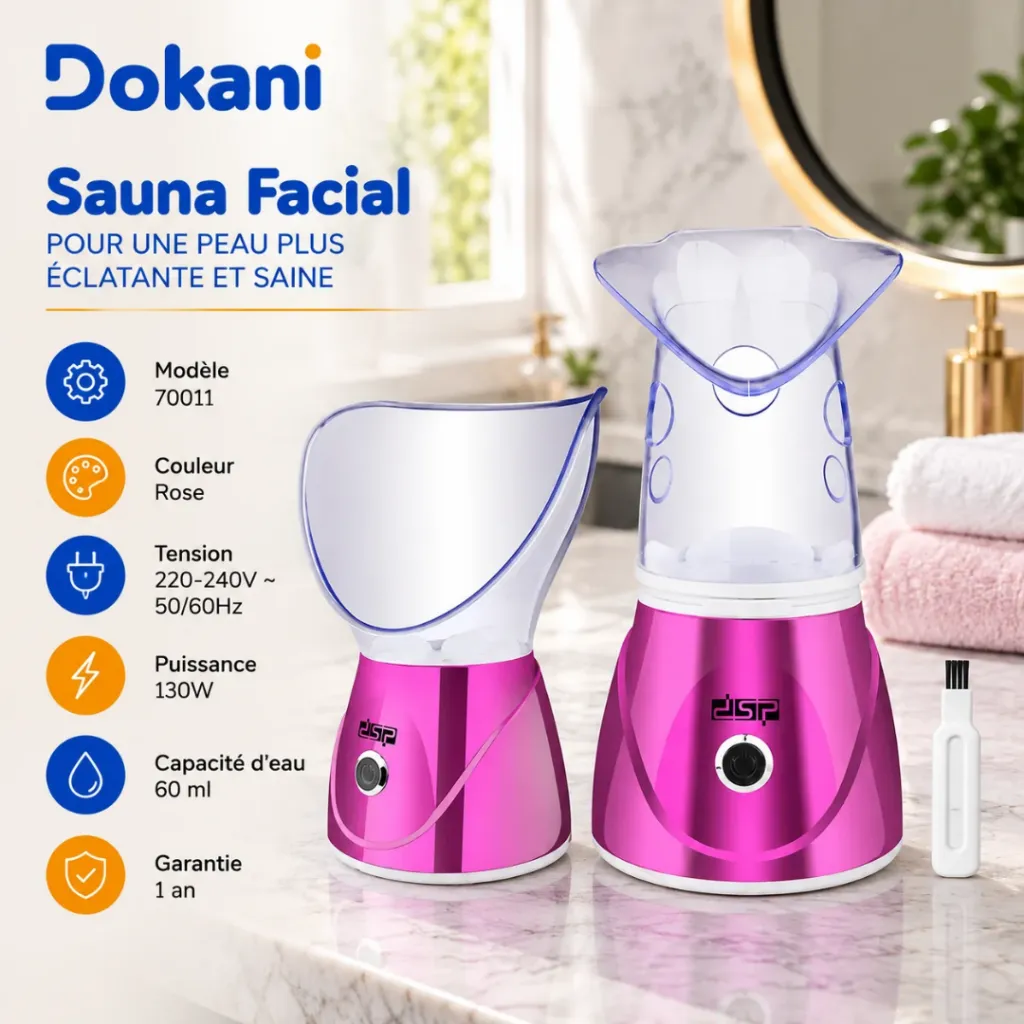 Dokani
Sauna Facial
POUR UNE PEAU PLUS
ÉCLATANTE ET SAINE
Modèle
70011
Couleur
Rose
Tension
220-240V ~
50/60Hz
Puissance
130W
Capacité d'eau
60 ml
Garantie
1 an
dsp
dsp